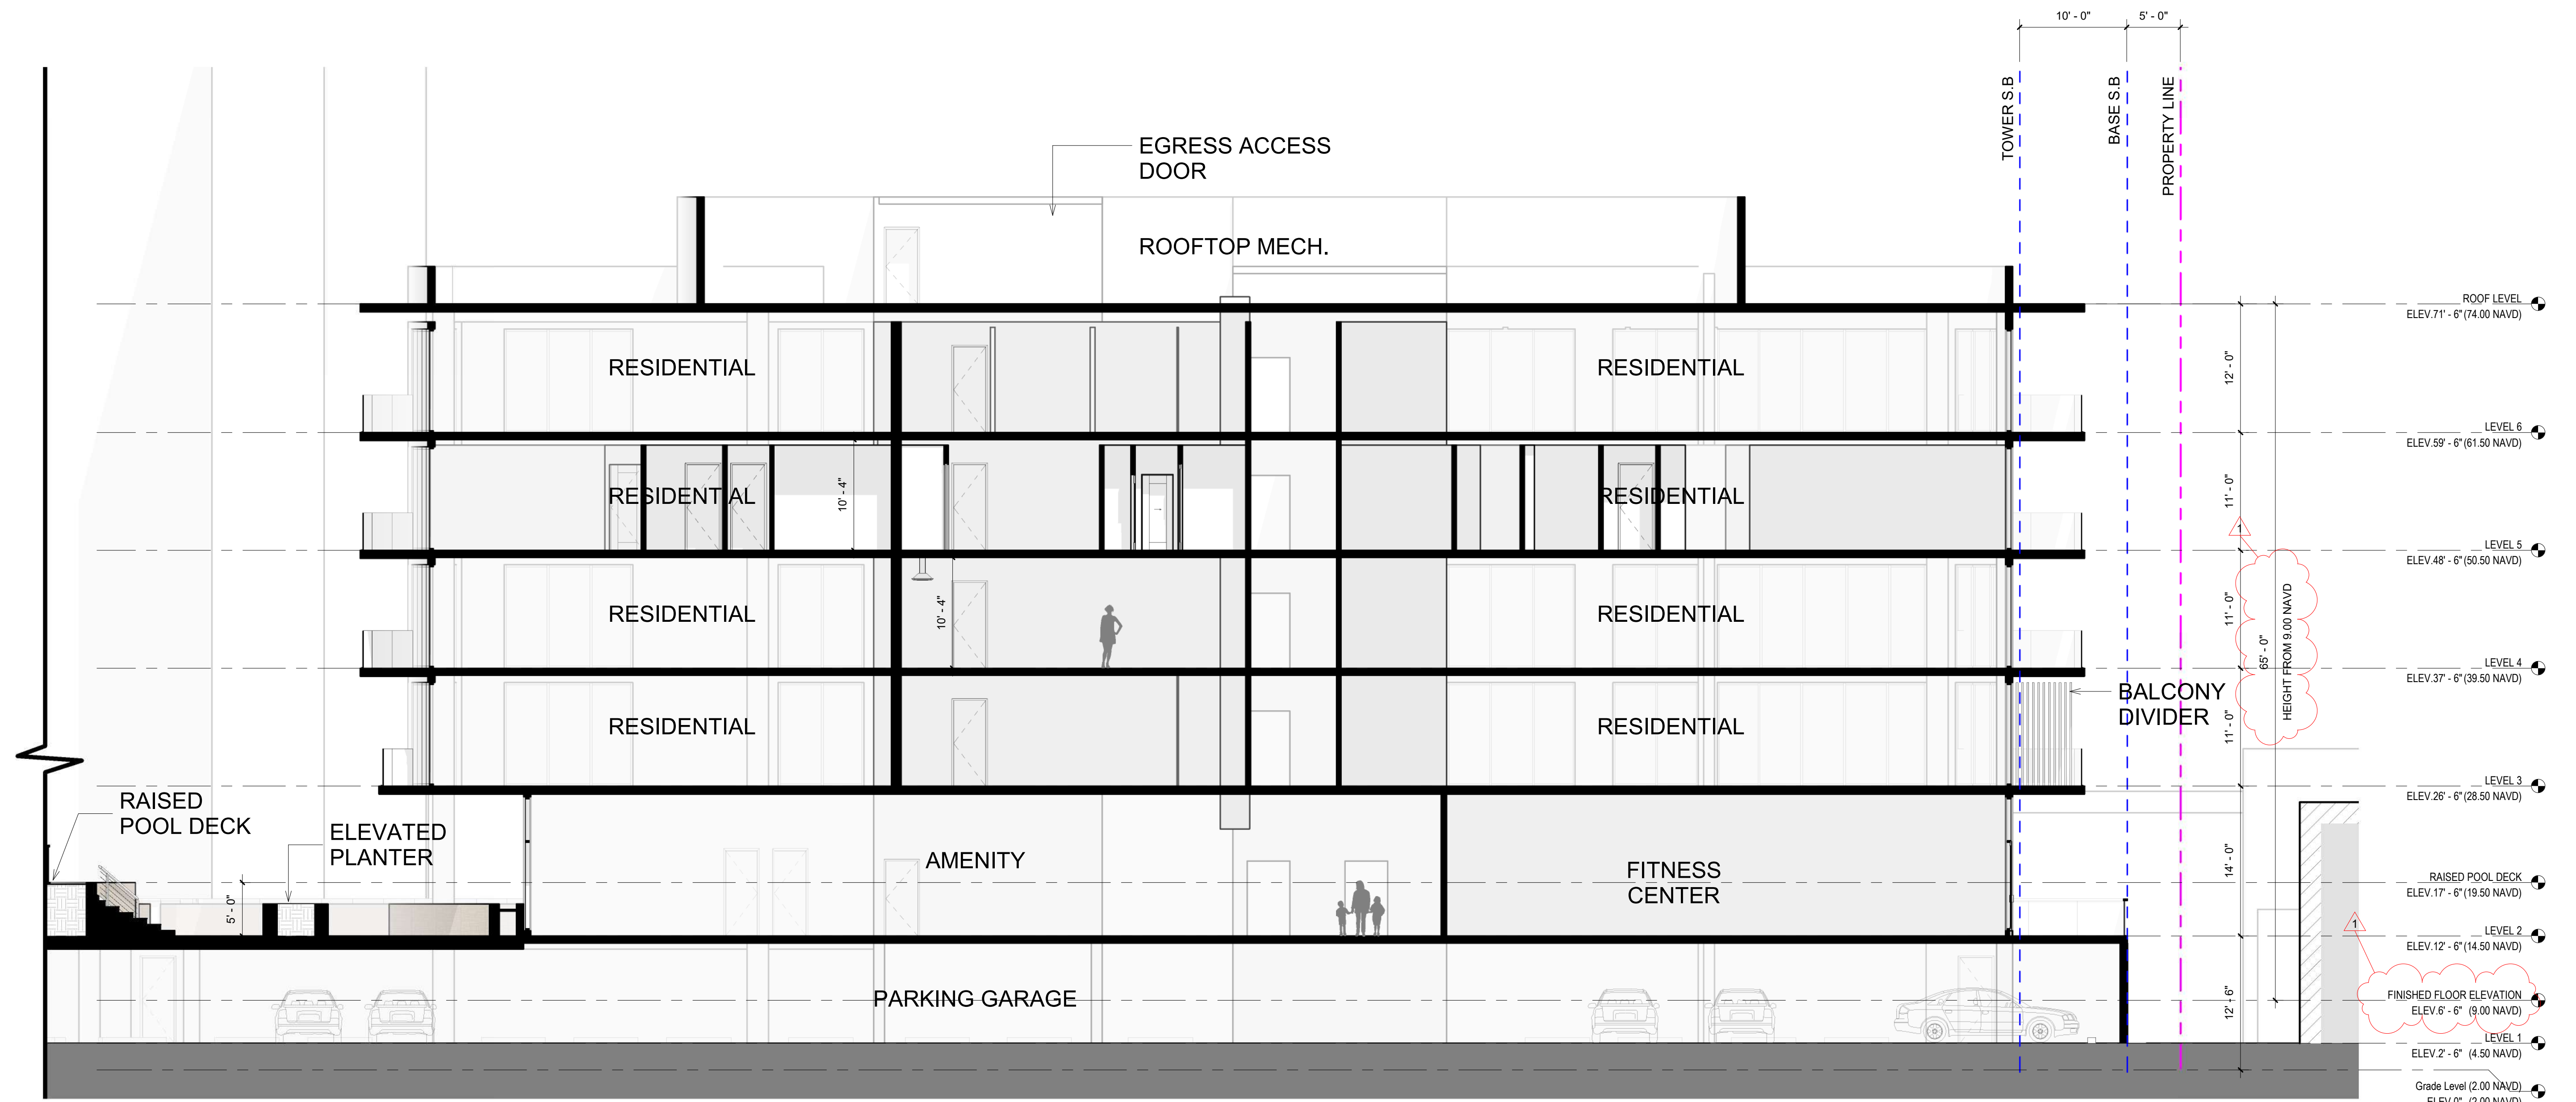 10' - 0"
5' - 0"
TOWER S.B
BASE S.B
PROPERTY LINE
EGRESS ACCESS
DOOR
ROOFTOP MECH.
ROOF LEVEL
ELEV.71' - 6" (74.00 NAVD)
RESIDENTIAL
RESIDENTIAL
12' - 0"
LEVEL 6
ELEV.59' - 6" (61.50 NAVD)
RESIDENTIAL
10' - 4"
RESIDENTIAL
11' - 0"
1
LEVEL 5
ELEV.48' - 6" (50.50 NAVD)
RESIDENTIAL
10' - 4"
RESIDENTIAL
11' - 0"
65' - 0"
HEIGHT FROM 9.00 NAVD
LEVEL 4
ELEV.37' - 6" (39.50 NAVD)
RESIDENTIAL
RESIDENTIAL
BALCONY
DIVIDER
11' - 0"
LEVEL 3
ELEV.26' - 6" (28.50 NAVD)
RAISED
POOL DECK
ELEVATED
PLANTER
AMENITY
FITNESS
CENTER
14' - 0"
RAISED POOL DECK
ELEV.17' - 6" (19.50 NAVD)
5' - 0"
1
LEVEL 2
ELEV.12' - 6" (14.50 NAVD)
PARKING GARAGE
12' - 6"
FINISHED FLOOR ELEVATION
ELEV.6' - 6" (9.00 NAVD)
LEVEL 1
ELEV.2' - 6" (4.50 NAVD)
Grade Level (2.00 NAVD)
ELEV.0" (2.00 NAVD)